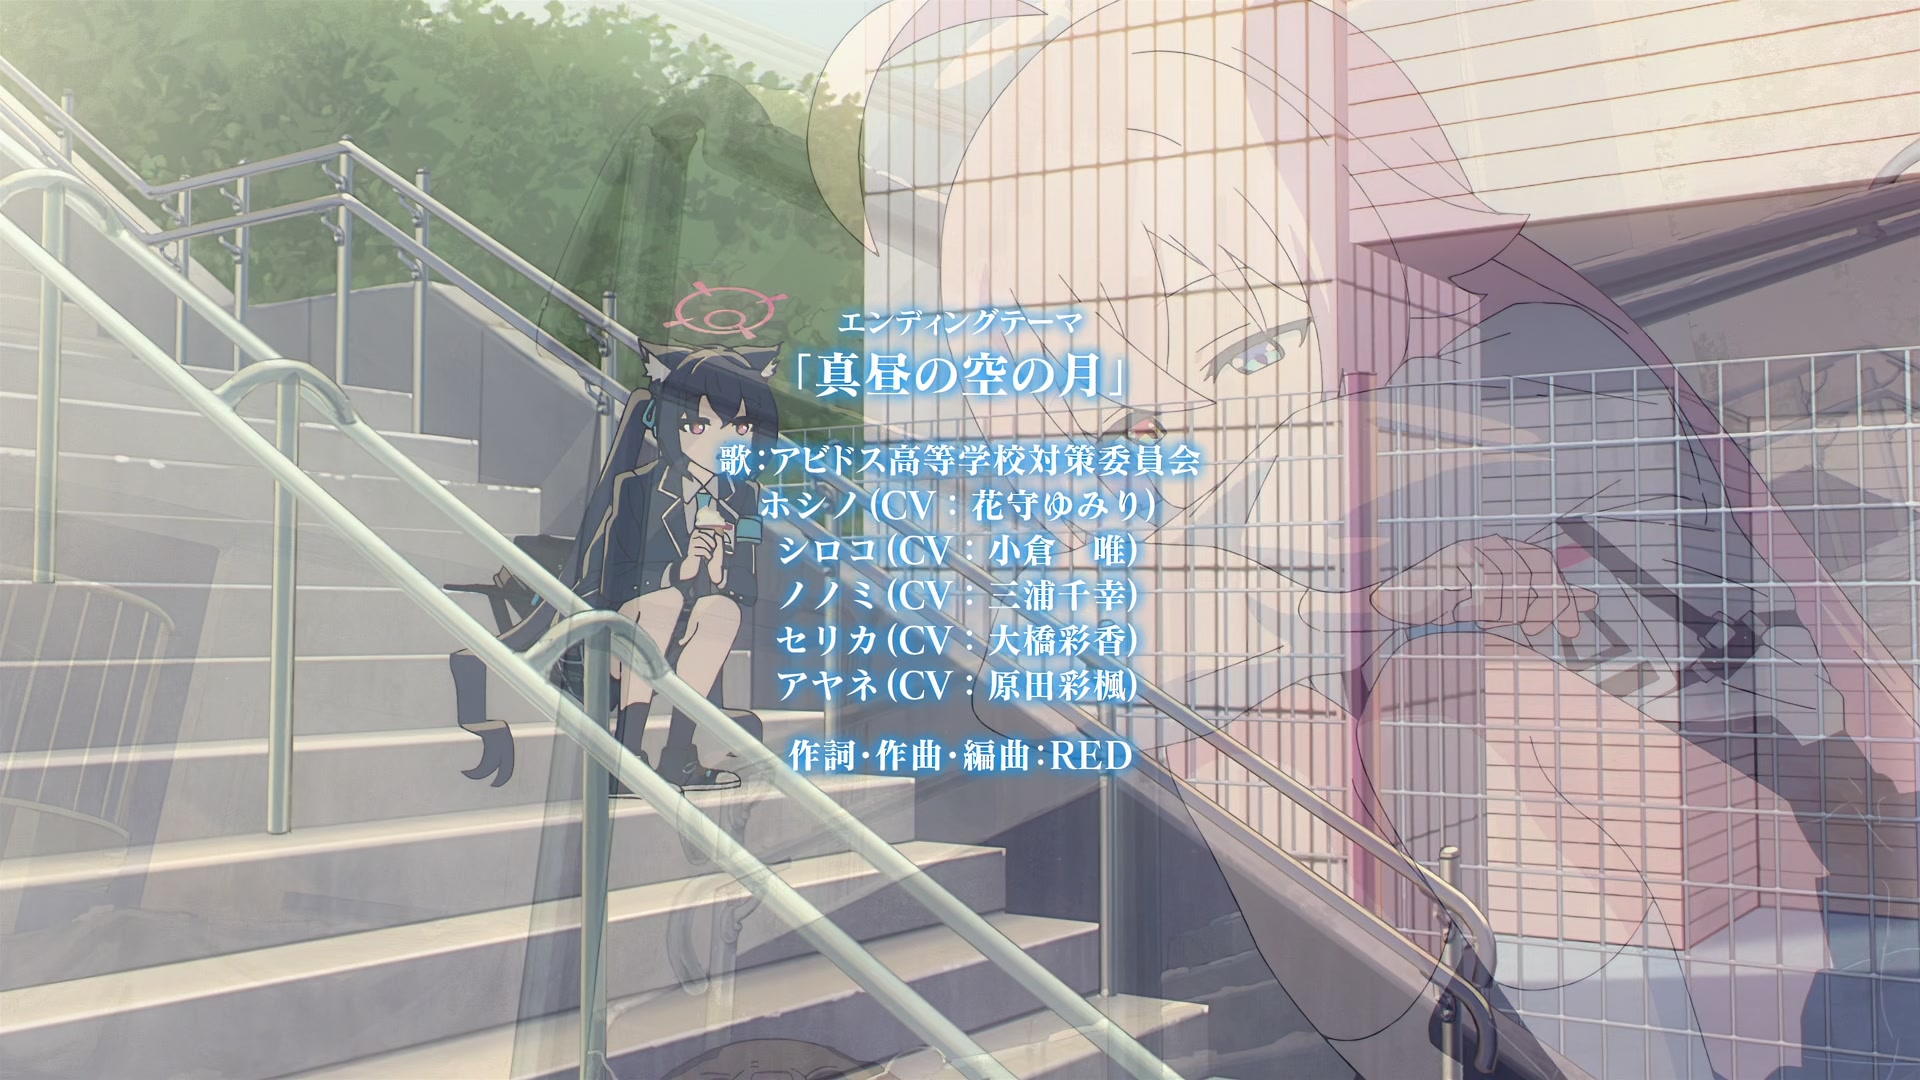 エンディングテーマ
「真昼の空の月」
歌：アビドス高等学校対策委員会
ホシノ（CV：花守ゆみり）
シロコ（CV：小倉　唯）
ノノミ（CV：三浦千幸）
セリカ（CV：大橋彩香）
アヤネ（CV：原田彩楓）
作詞・作曲・編曲：RED